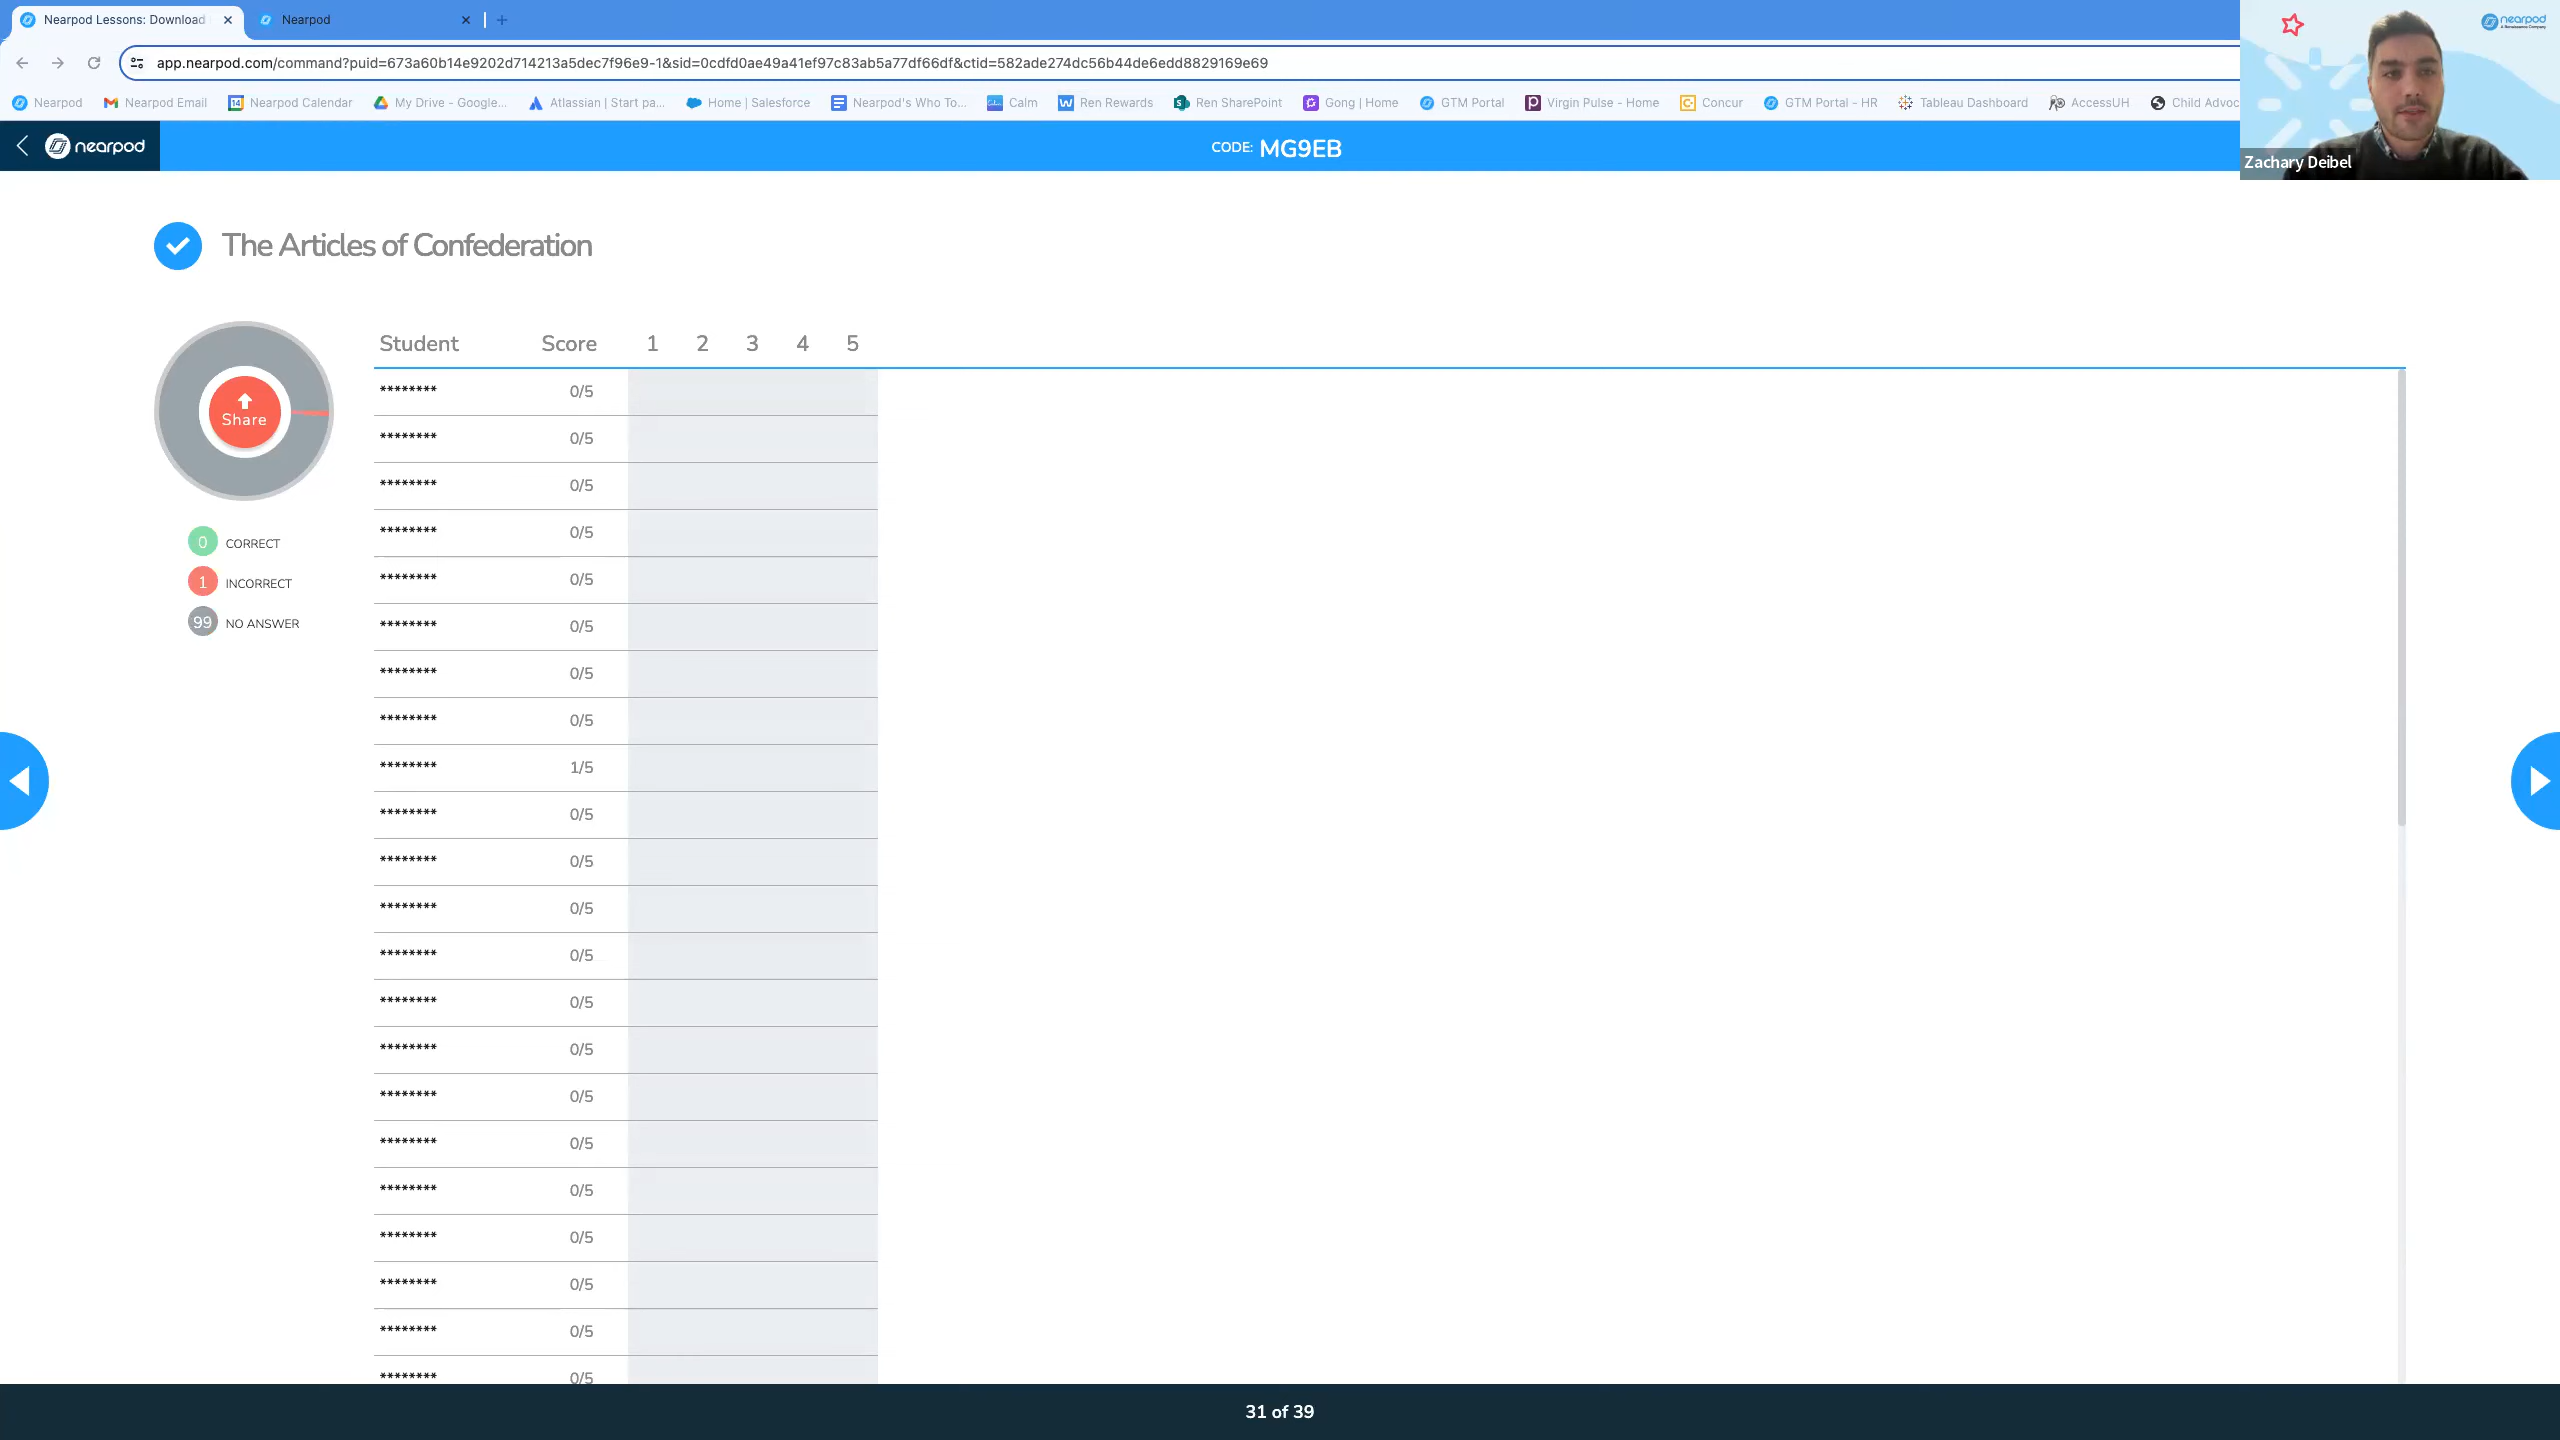 Nearpod Lessons: Download
Nearpod
app.nearpod.com/command?puid=673a60b14e9202d714213a5dec7f96e9-1&sid=0cdfd0ae49a41ef97c83ab5a77df66df&ctid=582ade274dc56b44de6edd8829169e69
Nearpod
Nearpod Email
14
Nearpod Calendar
My Drive - Google...
Atlassian | Start pa...
Home | Salesforce
Nearpod's Who To...
Calm
Ren Rewards
Ren SharePoint
Gong | Home
GTM Portal
Virgin Pulse - Home
Concur
GTM Portal - HR
Tableau Dashboard
AccessUH
Child Advoc
nearpod
Zachary Deibel
nearpod
CODE: MG9EB
The Articles of Confederation
Share
0 CORRECT
1 INCORRECT
99 NO ANSWER
Student Score 1 2 3 4 5
******** 0/5
******** 0/5
******** 0/5
******** 0/5
******** 0/5
******** 0/5
******** 0/5
******** 0/5
******** 1/5
******** 0/5
******** 0/5
******** 0/5
******** 0/5
******** 0/5
******** 0/5
******** 0/5
******** 0/5
******** 0/5
******** 0/5
******** 0/5
******** 0/5
******** 0/5
31 of 39